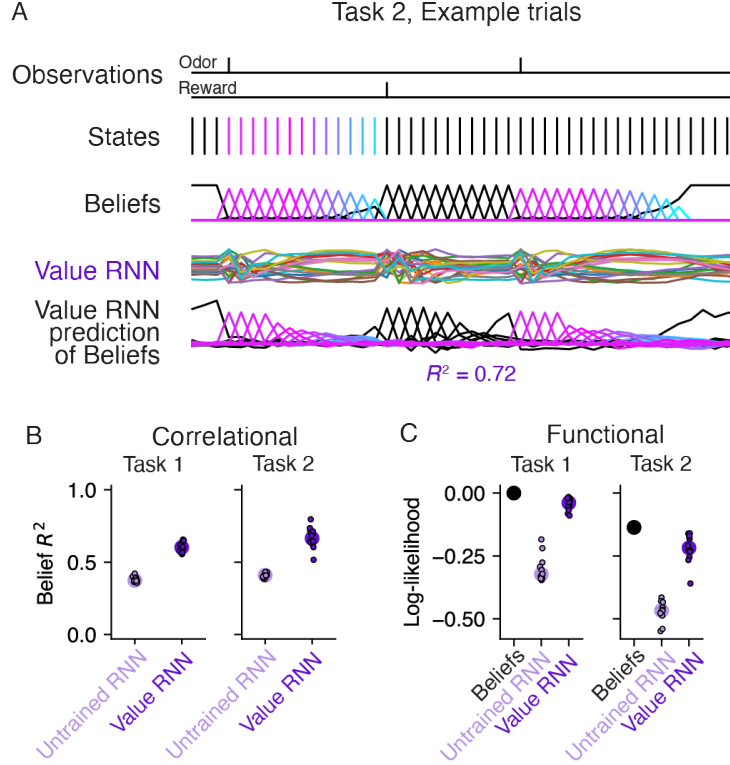 A
Task 2, Example trials
Observations
Odor
Reward
States
Beliefs
Value RNN
Value RNN
prediction
of Beliefs
R² = 0.72
B
Correlational
Task 1
Task 2
Belief R²
1.0
0.5
0.0
Untrained RNN
Value RNN
Untrained RNN
Value RNN
C
Functional
Task 1
Task 2
Log-likelihood
0.00
−0.25
−0.50
Beliefs
Untrained RNN
Value RNN
Beliefs
Untrained RNN
Value RNN